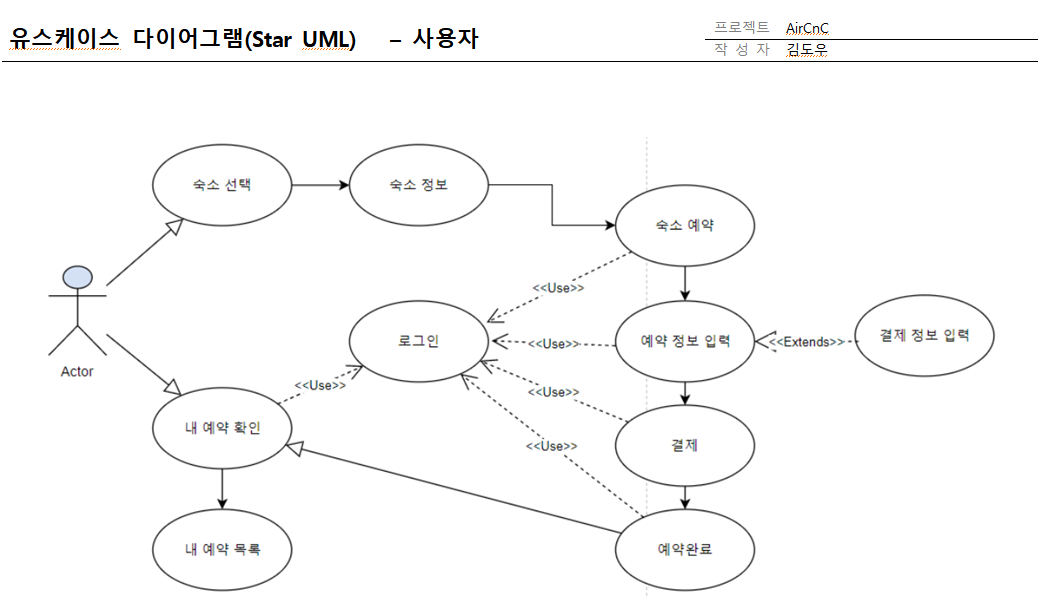 유스케이스 다이어그램(Star UML) – 사용자
프로젝트 AirCnC
작 성 자 김도우
숙소 선택
숙소 정보
숙소 예약
<<Use>>
로그인
<<Use>>
예약 정보 입력
<<Extends>>
결제 정보 입력
Actor
<<Use>>
<<Use>>
내 예약 확인
<<Use>>
결제
내 예약 목록
예약완료